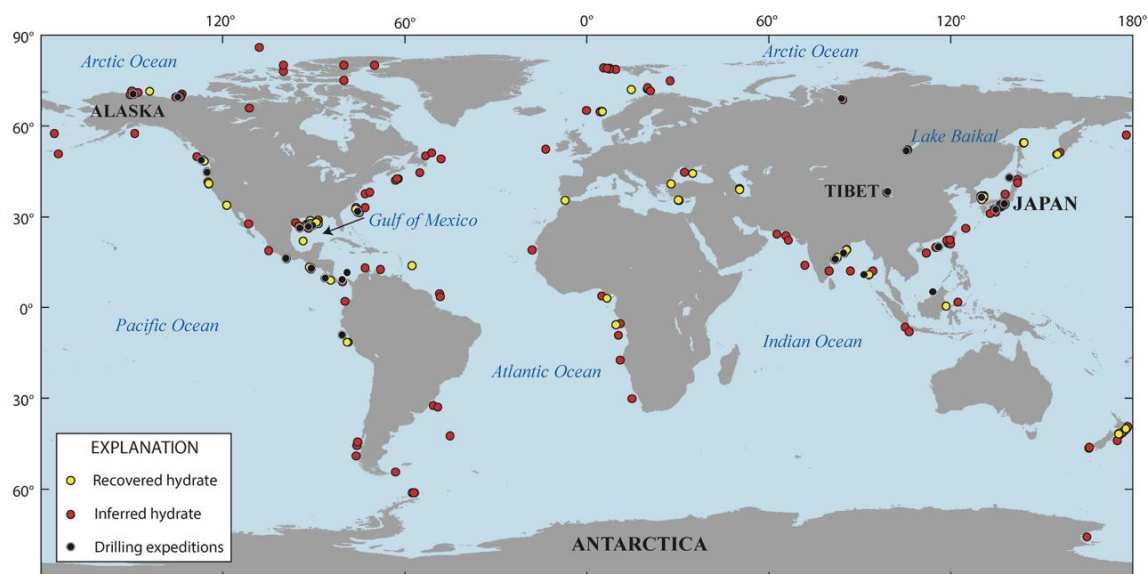 120° 60° 0° 60° 120° 180°
90°
Arctic Ocean
Arctic Ocean
ALASKA
60°
Lake Baikal
TIBET
JAPAN
30°
Gulf of Mexico
0°
Pacific Ocean
Indian Ocean
Atlantic Ocean
30°
EXPLANATION
Recovered hydrate
60°
Inferred hydrate
Drilling expeditions
ANTARCTICA